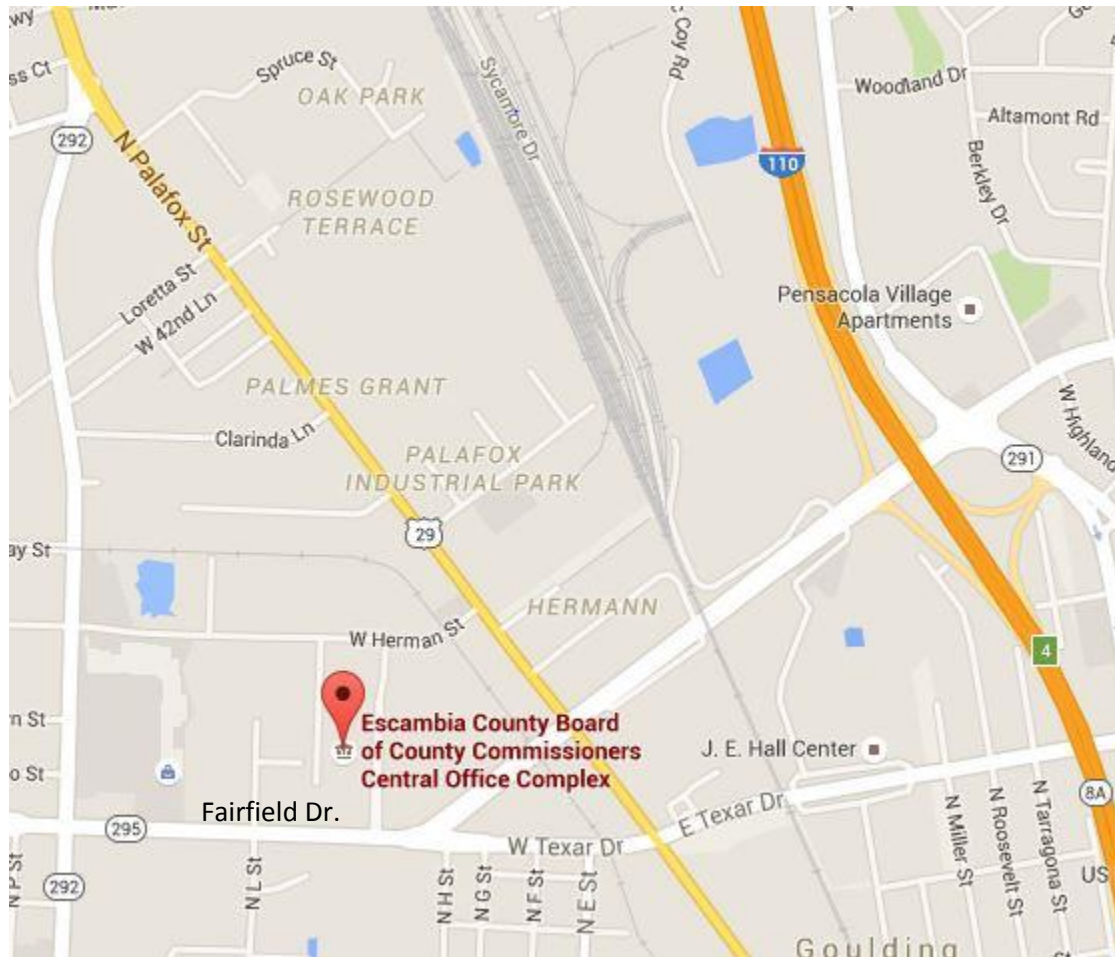 wy
ss Ct
Spruce St
OAK PARK
Sycamore Dr
Coy Rd
110
Woodland Dr
Altamont Rd
Berkley Dr
292
N Palafox St
ROSEWOOD
TERRACE
Loretta St
W 42nd Ln
Pensacola Village
Apartments
PALMES GRANT
Clarinda Ln
PALAFOX
INDUSTRIAL PARK
W Highland
291
29
ay St
HERMANN
W Herman St
4
n St
Escambia County Board
of County Commissioners
Central Office Complex
J. E. Hall Center
o St
Fairfield Dr.
295
W Texar Dr
E Texar Dr
8A
292
N P St
N L St
N H St
N G St
N F St
N E St
N Miller St
N Roosevelt St
N Tarragona St
US
Goulding
St